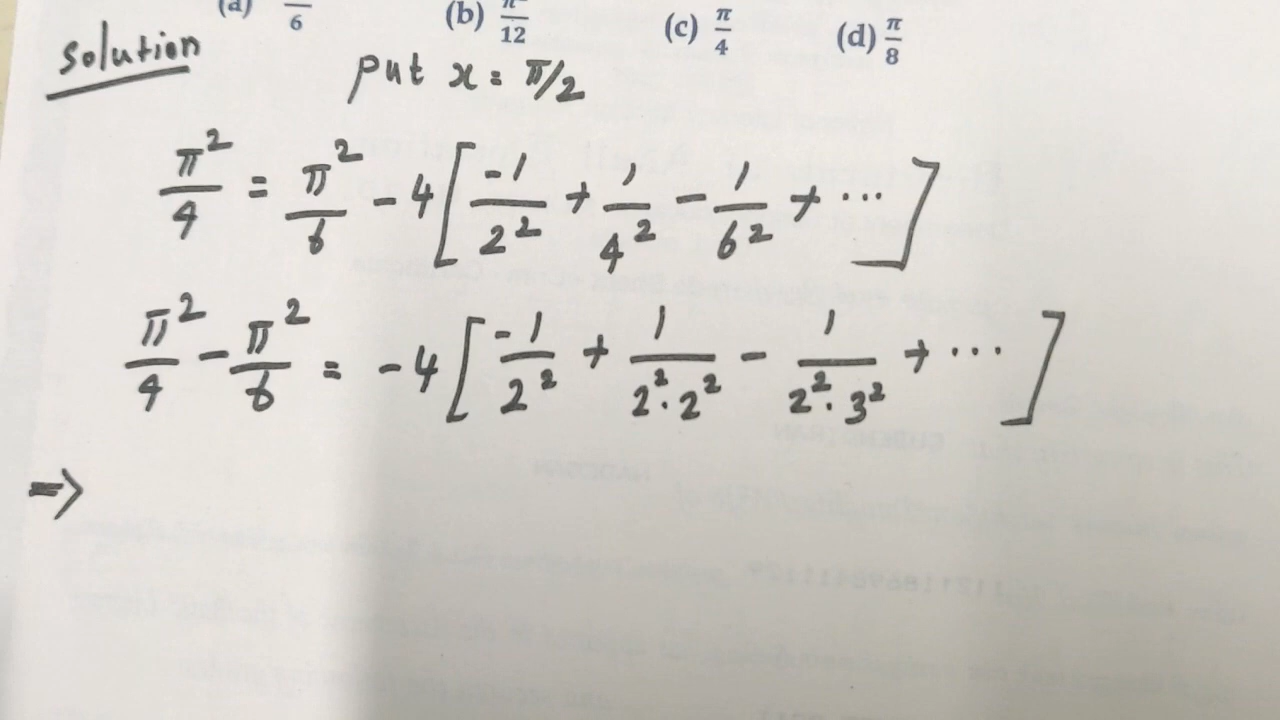 (a) 6 (b) π/12 (c) π/4 (d) π/8
solution
put x = π/2
π²/4 = π²/6 - 4[-1/2² + 1/4² - 1/6² + ...]
π²/4 - π²/6 = -4[-1/2² + 1/2².2² - 1/2².3² + ...]
=>